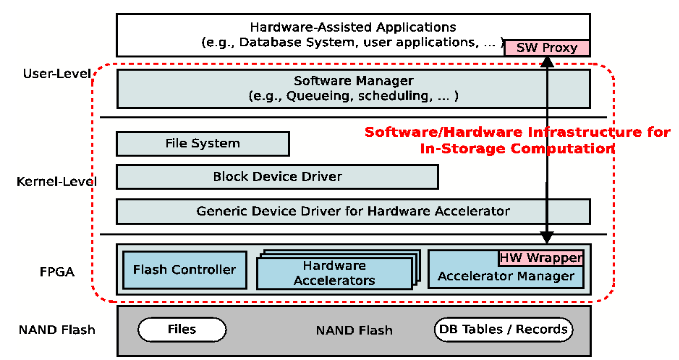 Hardware-Assisted Applications
(e.g., Database System, user applications, ... )
SW Proxy
User-Level
Software Manager
(e.g., Queueing, scheduling, ... )
Software/Hardware Infrastructure for
In-Storage Computation
File System
Kernel-Level
Block Device Driver
Generic Device Driver for Hardware Accelerator
FPGA
Flash Controller
Hardware
Accelerators
HW Wrapper
Accelerator Manager
NAND Flash
Files
NAND Flash
DB Tables / Records